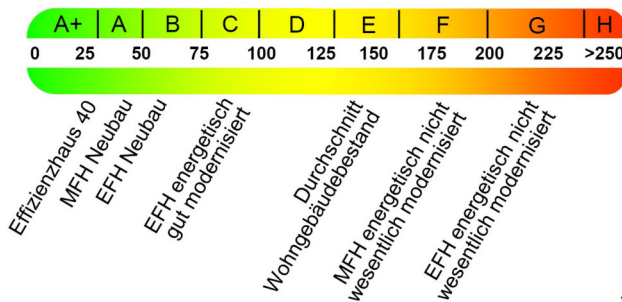 A+ A B C D E F G H
0 25 50 75 100 125 150 175 200 225 >250
Effizienzhaus 40
MFH Neubau
EFH Neubau
EFH energetisch
gut modernisiert
Durchschnitt
Wohngebäudebestand
MFH energetisch nicht
wesentlich modernisiert
EFH energetisch nicht
wesentlich modernisiert